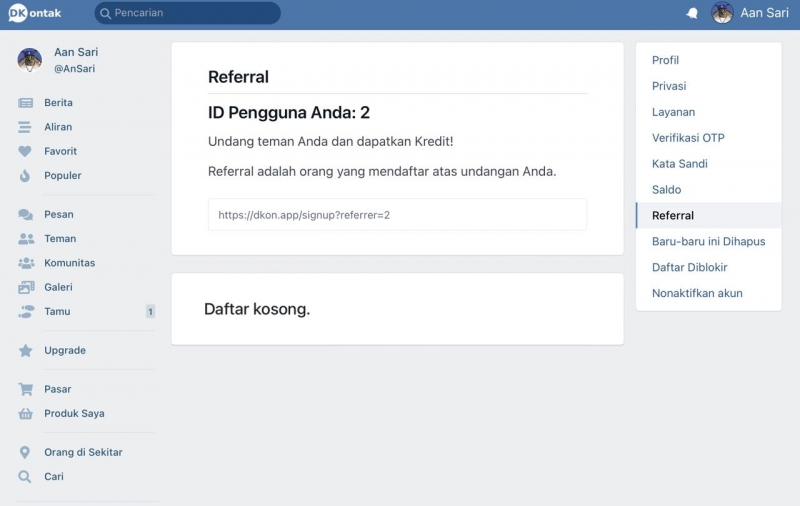 DKontak
Pencarian
Aan Sari
Aan Sari
@AnSari
Berita
Aliran
Favorit
Populer
Pesan
Teman
Komunitas
Galeri
Tamu 1
Upgrade
Pasar
Produk Saya
Orang di Sekitar
Cari
Referral
ID Pengguna Anda: 2
Undang teman Anda dan dapatkan Kredit!
Referral adalah orang yang mendaftar atas undangan Anda.
https://dkon.app/signup?referrer=2
Daftar kosong.
Profil
Privasi
Layanan
Verifikasi OTP
Kata Sandi
Saldo
Referral
Baru-baru ini Dihapus
Daftar Diblokir
Nonaktifkan akun